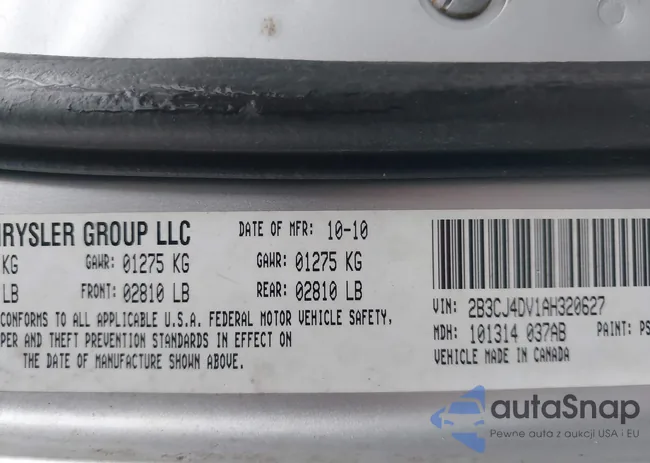 HRYSLER GROUP LLC DATE OF MFR: 10-10
KG GAWR: 01275 KG GAWR: 01275 KG
LB FRONT: 02810 LB REAR: 02810 LB
CONFORMS TO ALL APPLICABLE U.S.A. FEDERAL MOTOR VEHICLE SAFETY,
PER AND THEFT PREVENTION STANDARDS IN EFFECT ON
THE DATE OF MANUFACTURE SHOWN ABOVE.
VIN: 2B3CJ4DV1AH320627
MDH: 101314 037AB PAINT: PS
VEHICLE MADE IN CANADA
autaSnap
Pewne auta z aukcji USA i EU